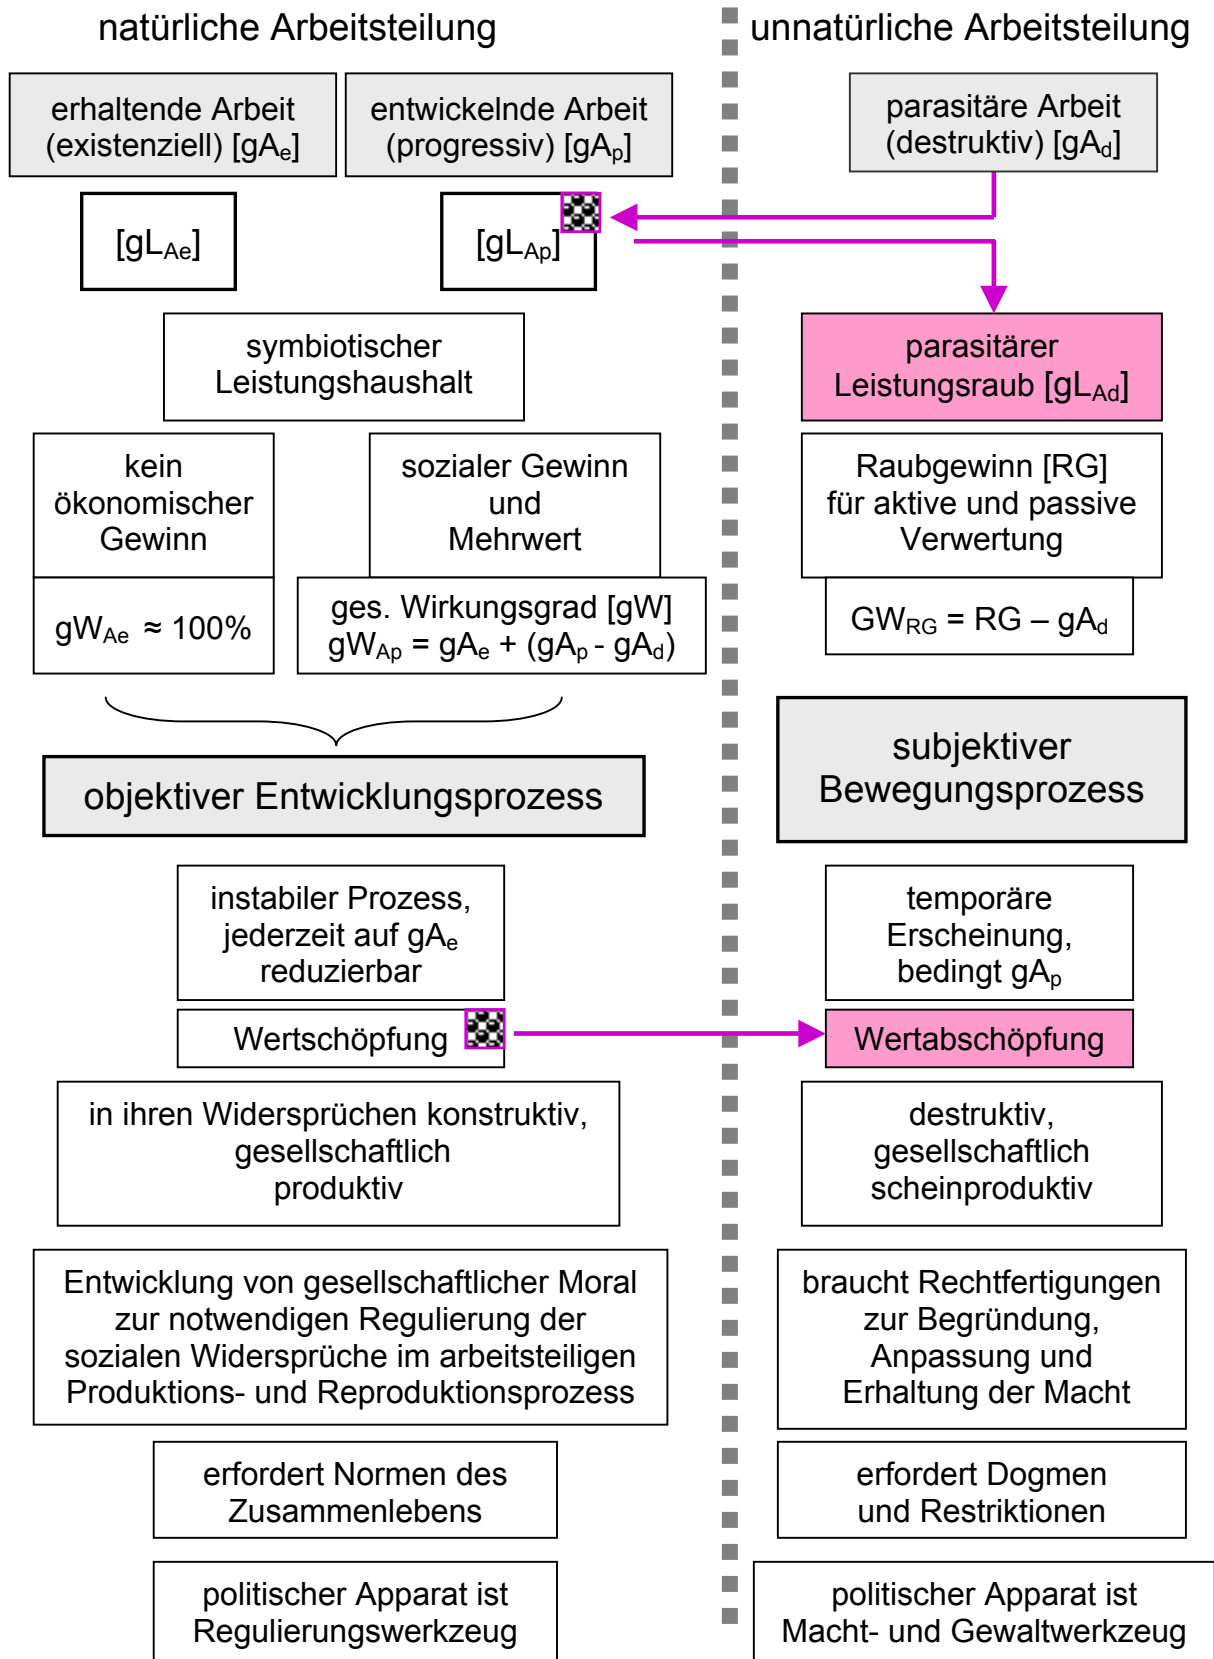 natürliche Arbeitsteilung
unnatürliche Arbeitsteilung
erhaltende Arbeit
(existenziell) [gAe]
entwickelnde Arbeit
(progressiv) [gAp]
parasitäre Arbeit
(destruktiv) [gAd]
[gLAe]
[gLAp]
symbiotischer
Leistungshaushalt
parasitärer
Leistungsraub [gLAd]
kein
ökonomischer
Gewinn
sozialer Gewinn
und
Mehrwert
Raubgewinn [RG]
für aktive und passive
Verwertung
gWAe ≈ 100%
ges. Wirkungsgrad [gW]
gWAp = gAe + (gAp - gAd)
GWRG = RG – gAd
objektiver Entwicklungsprozess
subjektiver
Bewegungsprozess
instabiler Prozess,
jederzeit auf gAe
reduzierbar
temporäre
Erscheinung,
bedingt gAp
Wertschöpfung
Wertabschöpfung
in ihren Widersprüchen konstruktiv,
gesellschaftlich
produktiv
destruktiv,
gesellschaftlich
scheinproduktiv
Entwicklung von gesellschaftlicher Moral
zur notwendigen Regulierung der
sozialen Widersprüche im arbeitsteiligen
Produktions- und Reproduktionsprozess
braucht Rechtfertigungen
zur Begründung,
Anpassung und
Erhaltung der Macht
erfordert Normen des
Zusammenlebens
erfordert Dogmen
und Restriktionen
politischer Apparat ist
Regulierungswerkzeug
politischer Apparat ist
Macht- und Gewaltwerkzeug